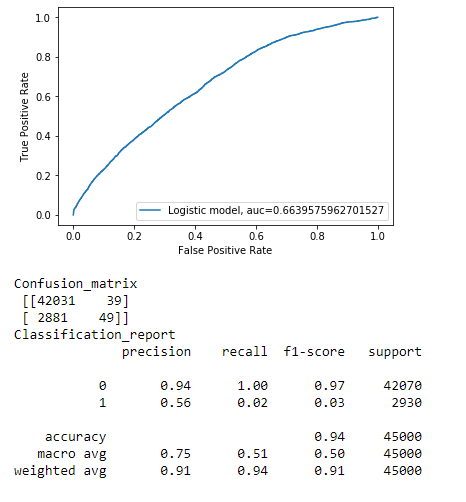 1.0
0.8
0.6
0.4
0.2
0.0
True Positive Rate
Logistic model, auc=0.6639575962701527
0.0 0.2 0.4 0.6 0.8 1.0
False Positive Rate
Confusion_matrix
[[42031 39]
[ 2881 49]]
Classification_report
precision recall f1-score support
0 0.94 1.00 0.97 42070
1 0.56 0.02 0.03 2930
accuracy 0.94 45000
macro avg 0.75 0.51 0.50 45000
weighted avg 0.91 0.94 0.91 45000